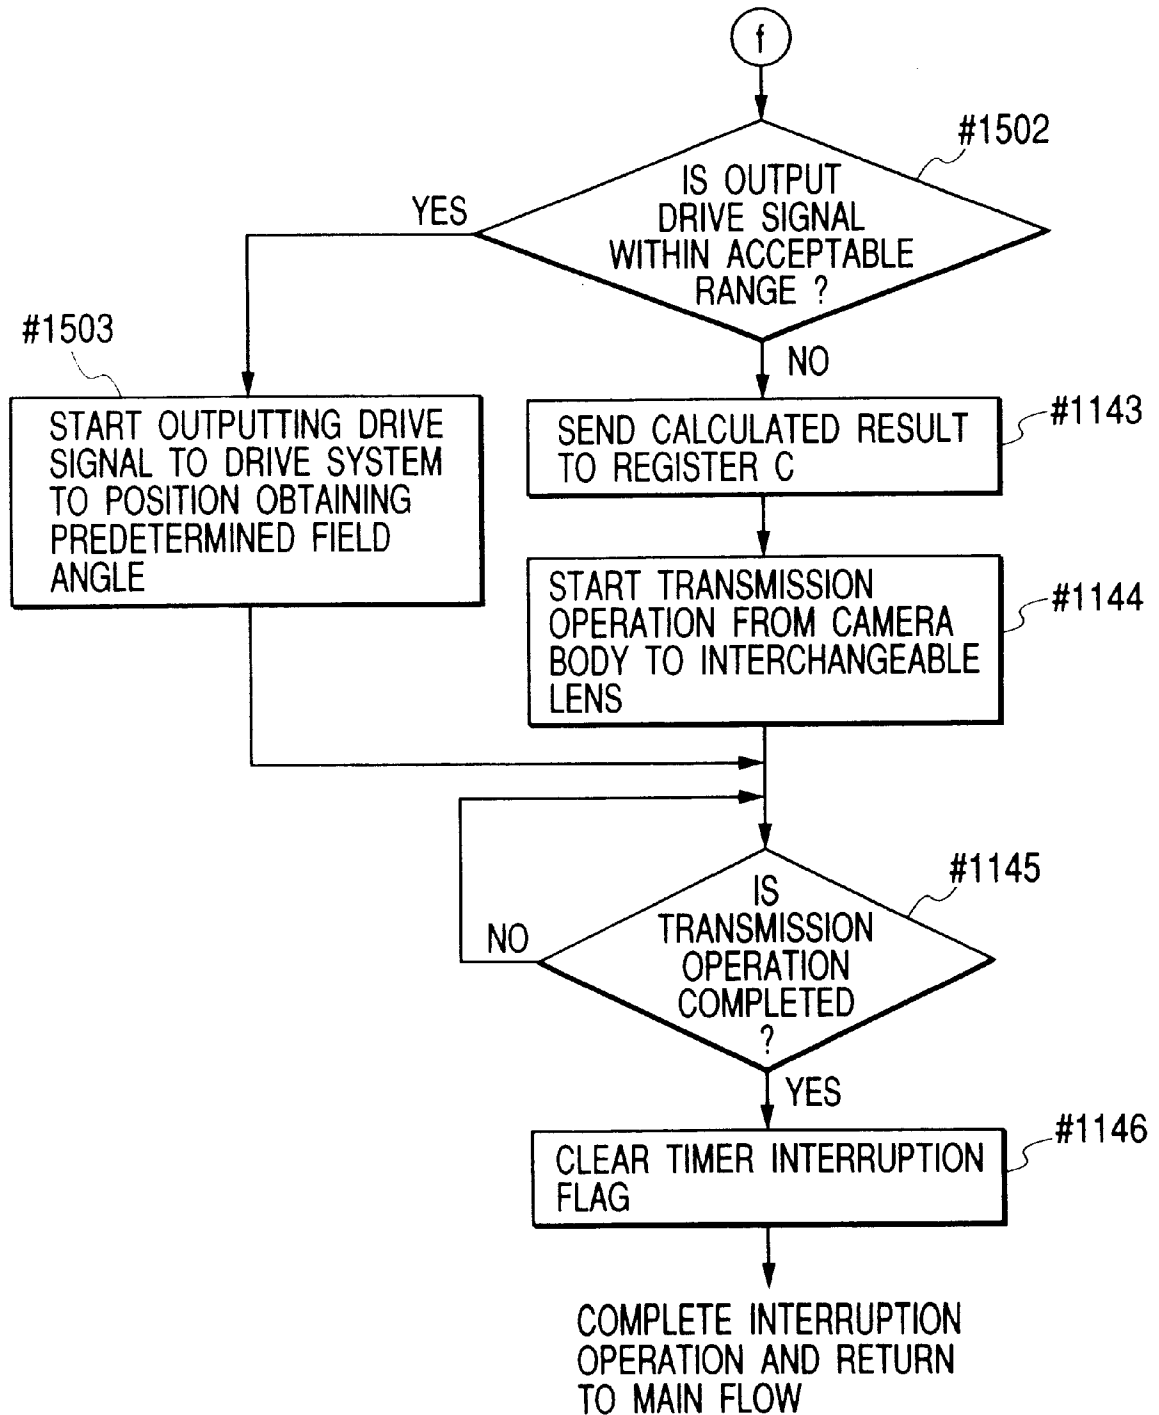 f
#1502
IS OUTPUT
DRIVE SIGNAL
WITHIN ACCEPTABLE
RANGE ?
YES
NO
#1503
START OUTPUTTING DRIVE
SIGNAL TO DRIVE SYSTEM
TO POSITION OBTAINING
PREDETERMINED FIELD
ANGLE
#1143
SEND CALCULATED RESULT
TO REGISTER C
#1144
START TRANSMISSION
OPERATION FROM CAMERA
BODY TO INTERCHANGEABLE
LENS
#1145
IS
TRANSMISSION
OPERATION
COMPLETED
?
NO
YES
#1146
CLEAR TIMER INTERRUPTION
FLAG
COMPLETE INTERRUPTION
OPERATION AND RETURN
TO MAIN FLOW